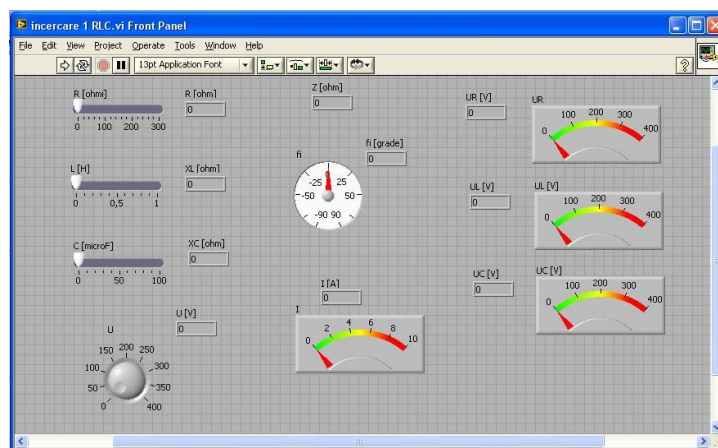 incercare 1 RLC.vi Front Panel
File Edit View Project Operate Tools Window Help
13pt Application Font
R [ohmi]
0 100 200 300
R [ohm]
0
Z [ohm]
0
UR [V]
0
UR
0 100 200 300 400
fi
fi [grade]
0
-90 -50 -25 0 25 50 90
L [H]
0 0,5 1
XL [ohm]
0
UL [V]
0
UL [V]
0 100 200 300 400
C [microF]
0 50 100
XC [ohm]
0
UC [V]
0
UC [V]
0 100 200 300 400
I [A]
0
I
0 2 4 6 8 10
U [V]
0
U
0 50 100 150 200 250 300 350 400